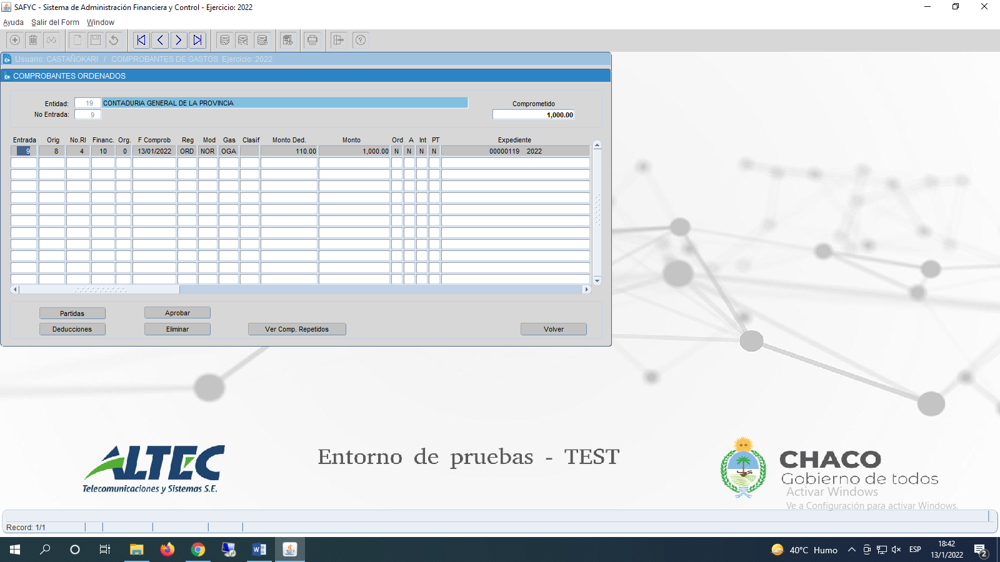 SAFYC - Sistema de Administración Financiera y Control - Ejercicio: 2022
Ayuda Salir del Form Window
Usuario: CASTAÑOKARI / COMPROBANTES DE GASTOS Ejercicio: 2022
COMPROBANTES ORDENADOS
Entidad: 19 CONTADURIA GENERAL DE LA PROVINCIA Comprometido
No Entrada: 9 1,000.00
Entrada Orig No.RI Financ. Org. F Comprob Reg Mod Gas Clasif Monto Ded. Monto Ord A Int PT Expediente
9 8 4 10 0 13/01/2022 ORD NOR OGA 110.00 1,000.00 N N N N 00000119 2022
Partidas Aprobar
Deducciones Eliminar Ver Comp. Repetidos Volver
ALTEC
Telecomunicaciones y Sistemas S.E.
Entorno de pruebas - TEST
CHACO
Gobierno de todos
Activar Windows
Ve a Configuración para activar Windows.
Record: 1/1
40°C Humo ESP 18:42
13/1/2022 2